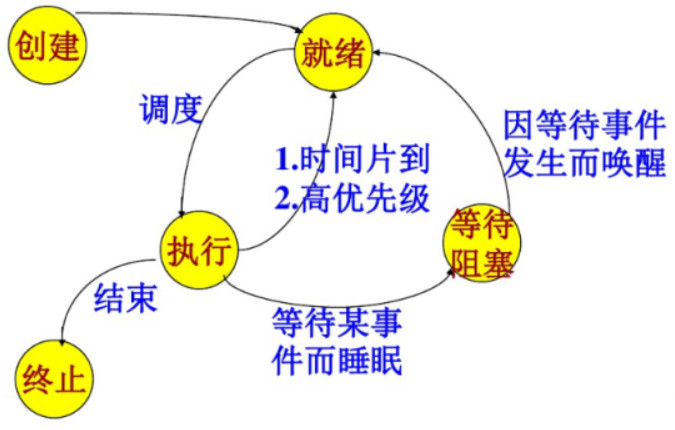 创建
就绪
调度
因等待事件
发生而唤醒
1.时间片到
2.高优先级
执行
等待
阻塞
结束
等待某事
件而睡眠
终止